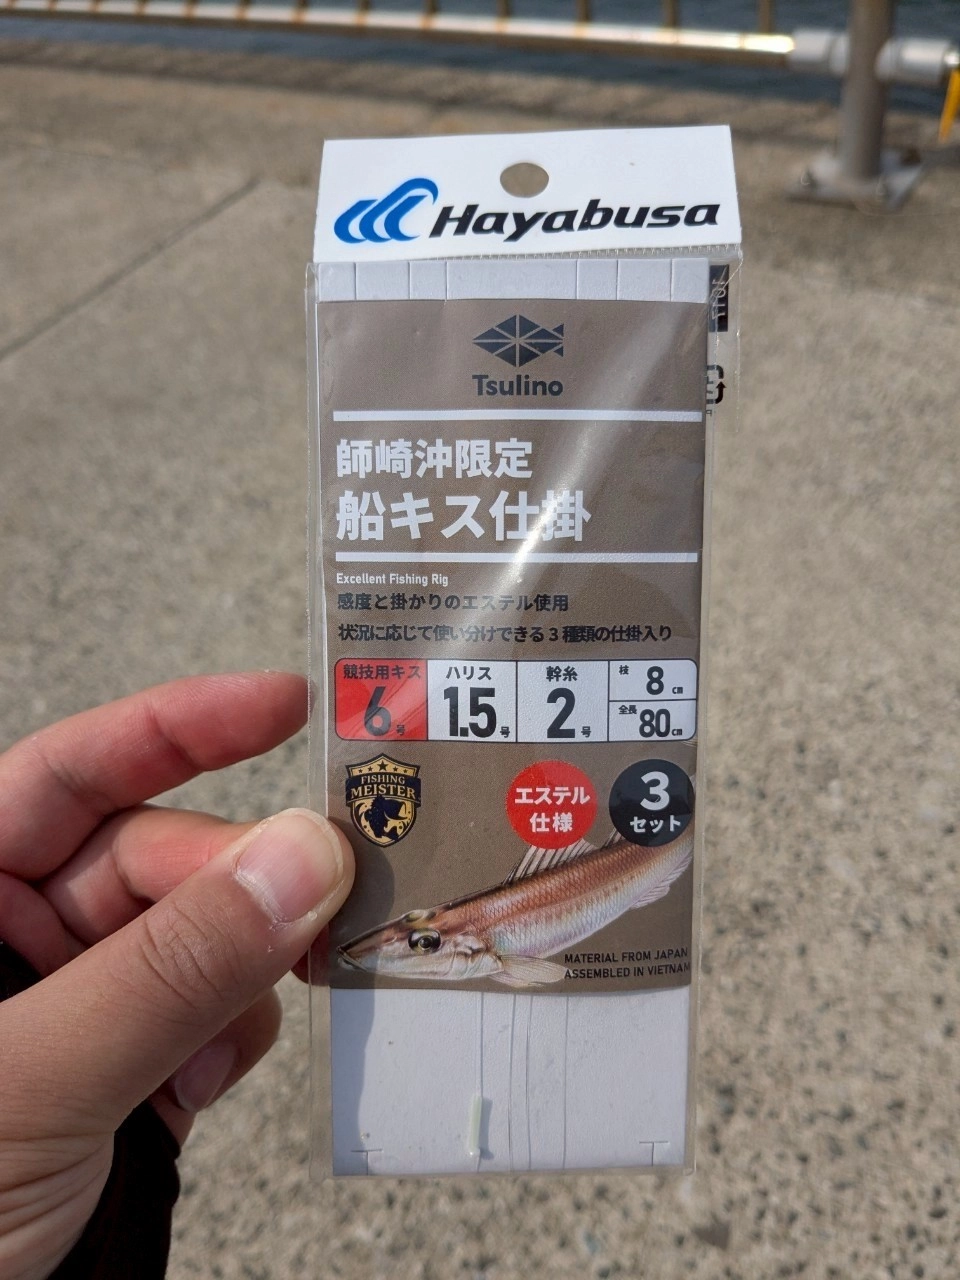 Hayabusa
Tsulino
師崎沖限定
船キス仕掛
Excellent Fishing Rig
感度と掛かりのエステル使用
状況に応じて使い分けできる3種類の仕掛入り
競技用キス 6号
ハリス 1.5号
幹糸 2号
枝 8cm
全長 80cm
FISHING
MEISTER
エステル
仕様
3
セット
MATERIAL FROM JAPAN
ASSEMBLED IN VIETNAM